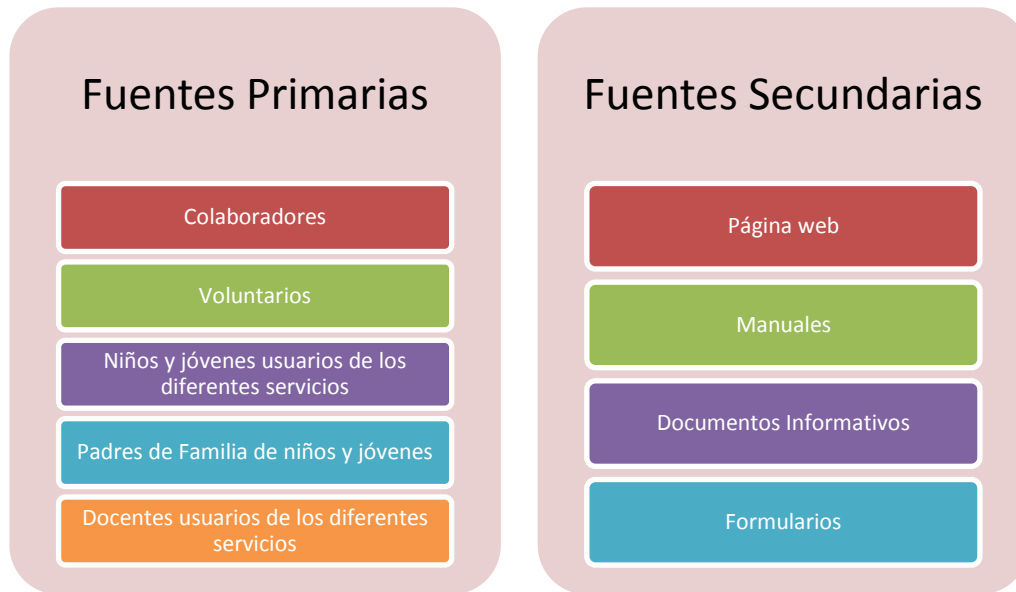 Fuentes Primarias
Colaboradores
Voluntarios
Niños y jóvenes usuarios de los
diferentes servicios
Padres de Familia de niños y jóvenes
Docentes usuarios de los diferentes
servicios
Fuentes Secundarias
Página web
Manuales
Documentos Informativos
Formularios